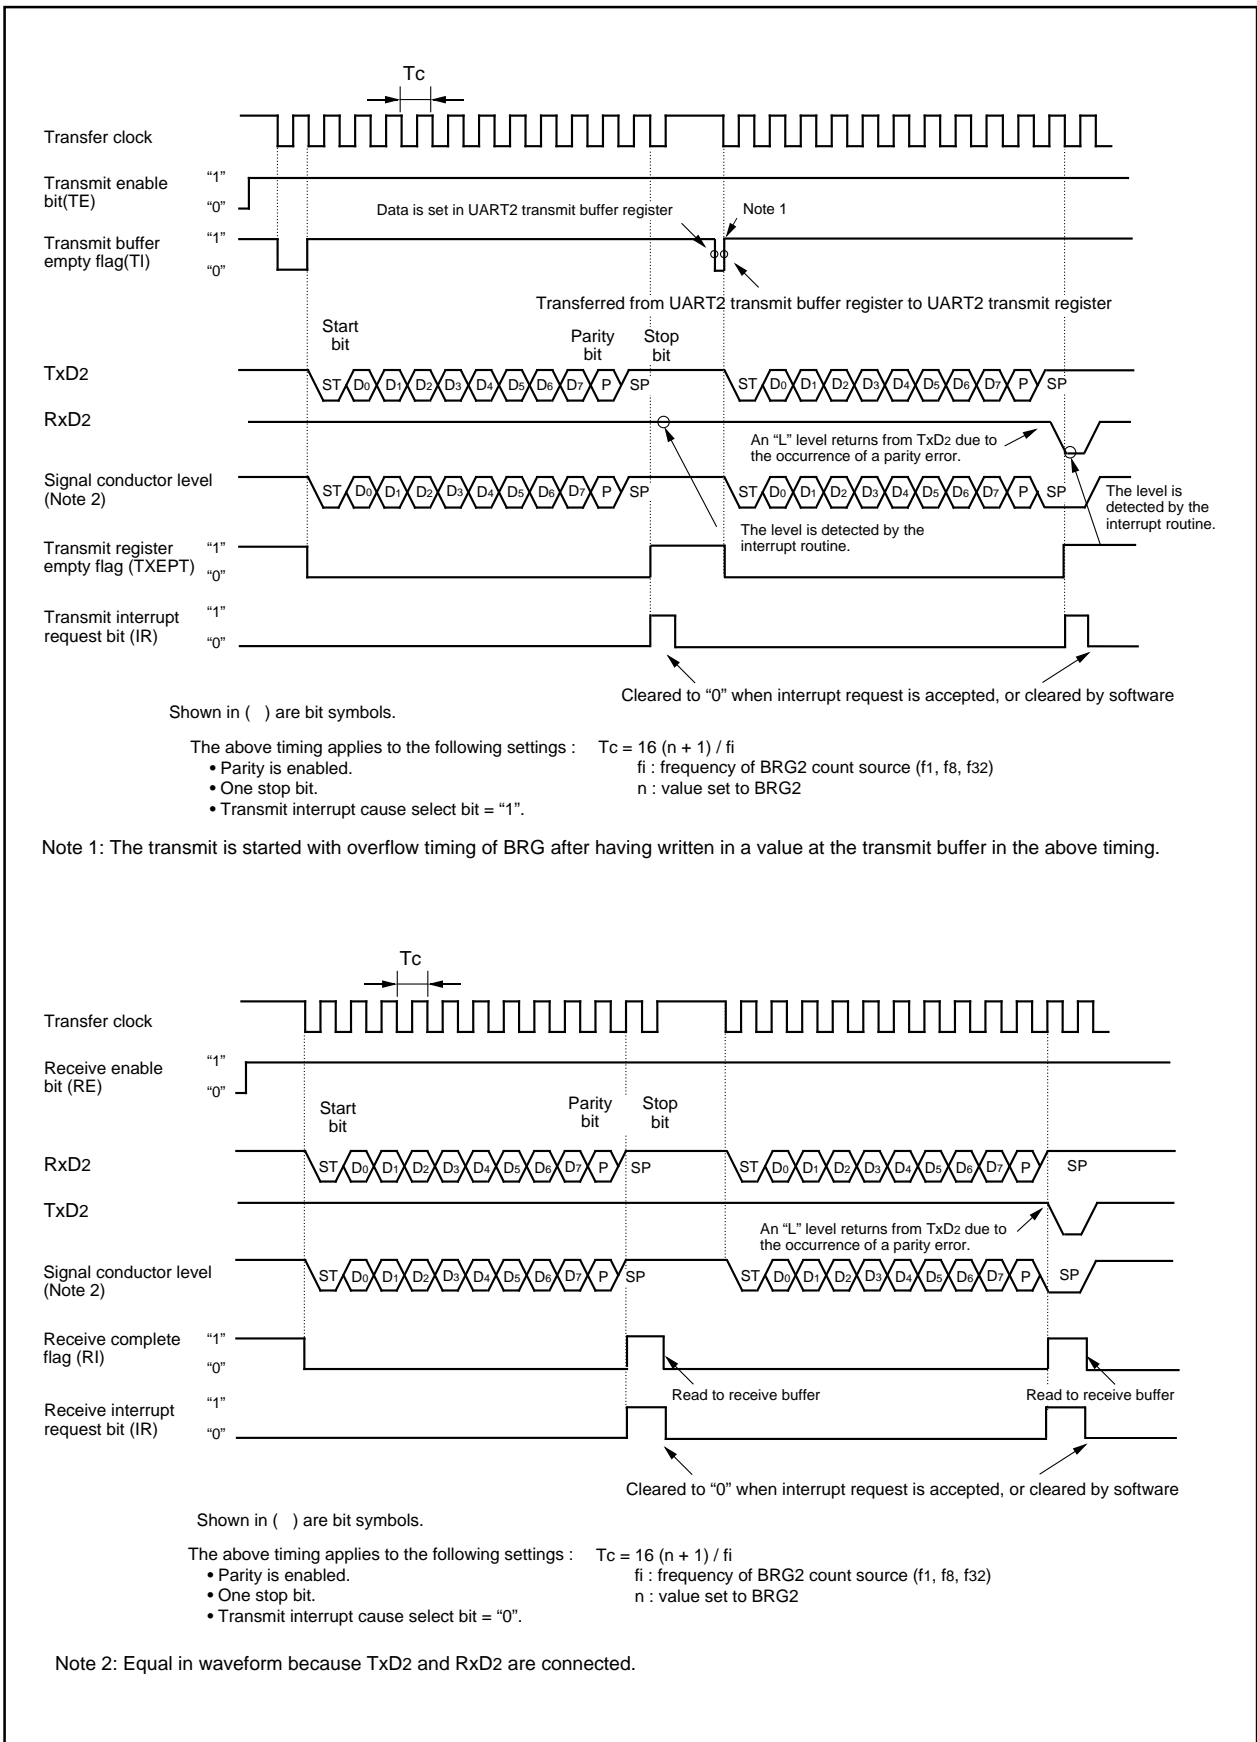 Tc
Transfer clock
Transmit enable
bit(TE)
“1”
“0”
Data is set in UART2 transmit buffer register
Note 1
Transmit buffer
empty flag(TI)
“1”
“0”
Transferred from UART2 transmit buffer register to UART2 transmit register
Start
bit
Parity
bit
Stop
bit
TxD2
ST D0 D1 D2 D3 D4 D5 D6 D7 P SP
ST D0 D1 D2 D3 D4 D5 D6 D7 P SP
RxD2
An “L” level returns from TxD2 due to
the occurrence of a parity error.
Signal conductor level
(Note 2)
ST D0 D1 D2 D3 D4 D5 D6 D7 P SP
ST D0 D1 D2 D3 D4 D5 D6 D7 P SP
The level is
detected by the
interrupt routine.
The level is detected by the
interrupt routine.
Transmit register
empty flag (TXEPT)
“1”
“0”
Transmit interrupt
request bit (IR)
“1”
“0”
Cleared to “0” when interrupt request is accepted, or cleared by software
Shown in ( ) are bit symbols.
The above timing applies to the following settings :
• Parity is enabled.
• One stop bit.
• Transmit interrupt cause select bit = “1”.
Tc = 16 (n + 1) / fi
fi : frequency of BRG2 count source (f1, f8, f32)
n : value set to BRG2
Note 1: The transmit is started with overflow timing of BRG after having written in a value at the transmit buffer in the above timing.
Tc
Transfer clock
Receive enable
bit (RE)
“1”
“0”
Start
bit
Parity
bit
Stop
bit
RxD2
ST D0 D1 D2 D3 D4 D5 D6 D7 P SP
ST D0 D1 D2 D3 D4 D5 D6 D7 P SP
TxD2
An “L” level returns from TxD2 due to
the occurrence of a parity error.
Signal conductor level
(Note 2)
ST D0 D1 D2 D3 D4 D5 D6 D7 P SP
ST D0 D1 D2 D3 D4 D5 D6 D7 P SP
Receive complete
flag (RI)
“1”
“0”
Read to receive buffer
Read to receive buffer
Receive interrupt
request bit (IR)
“1”
“0”
Cleared to “0” when interrupt request is accepted, or cleared by software
Shown in ( ) are bit symbols.
The above timing applies to the following settings :
• Parity is enabled.
• One stop bit.
• Transmit interrupt cause select bit = “0”.
Tc = 16 (n + 1) / fi
fi : frequency of BRG2 count source (f1, f8, f32)
n : value set to BRG2
Note 2: Equal in waveform because TxD2 and RxD2 are connected.